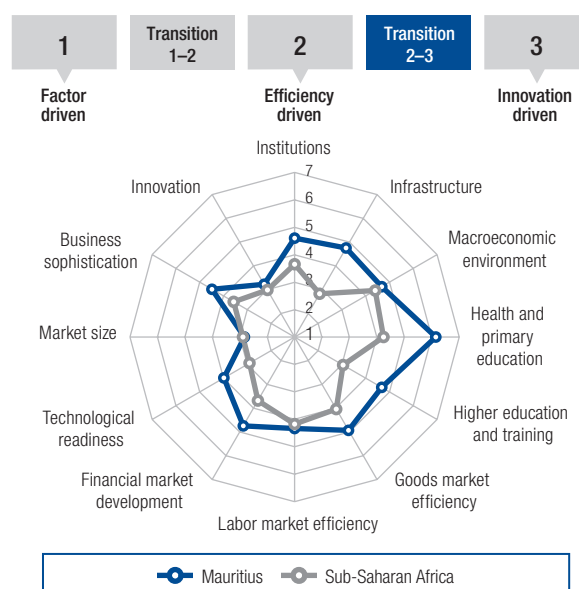 1
Transition
1–2
2
Transition
2–3
3
Factor
driven
Efficiency
driven
Innovation
driven
Institutions
7
Innovation
6
Infrastructure
Business
sophistication
5
Macroeconomic
environment
4
3
2
Market size
1
Health and
primary
education
Technological
readiness
Higher education
and training
Financial market
development
Goods market
efficiency
Labor market efficiency
Mauritius
Sub-Saharan Africa